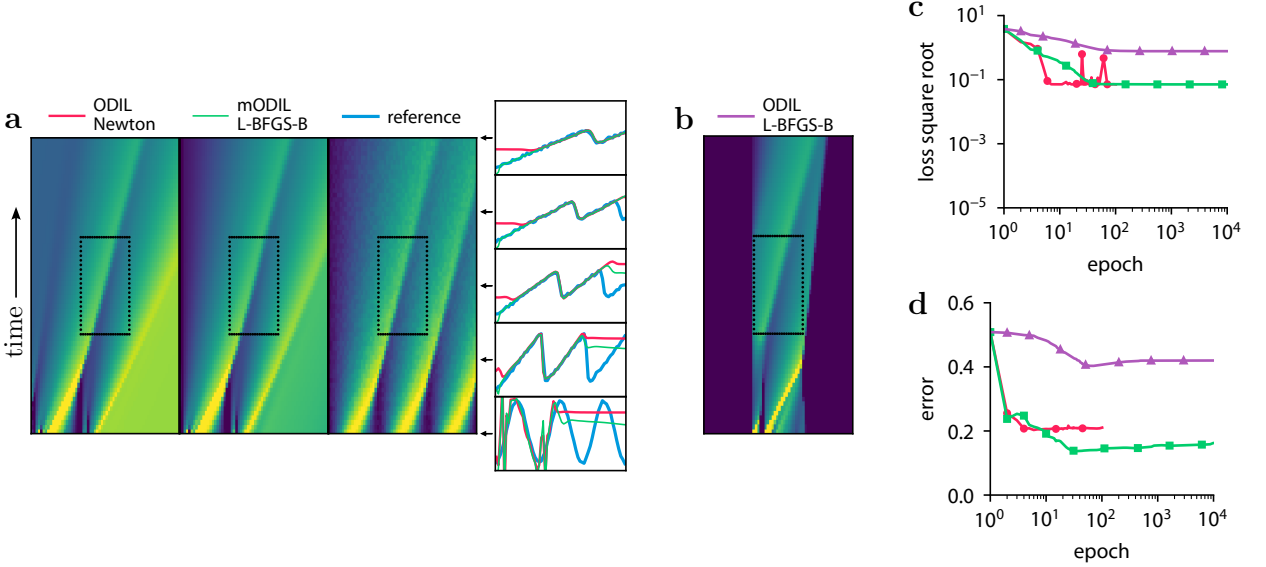 a
ODIL
Newton
mODIL
L-BFGS-B
reference
time
b
ODIL
L-BFGS-B
c
loss square root
10^1
10^-1
10^-3
10^-5
10^0 10^1 10^2 10^3 10^4
epoch
d
error
0.6
0.4
0.2
0.0
10^0 10^1 10^2 10^3 10^4
epoch